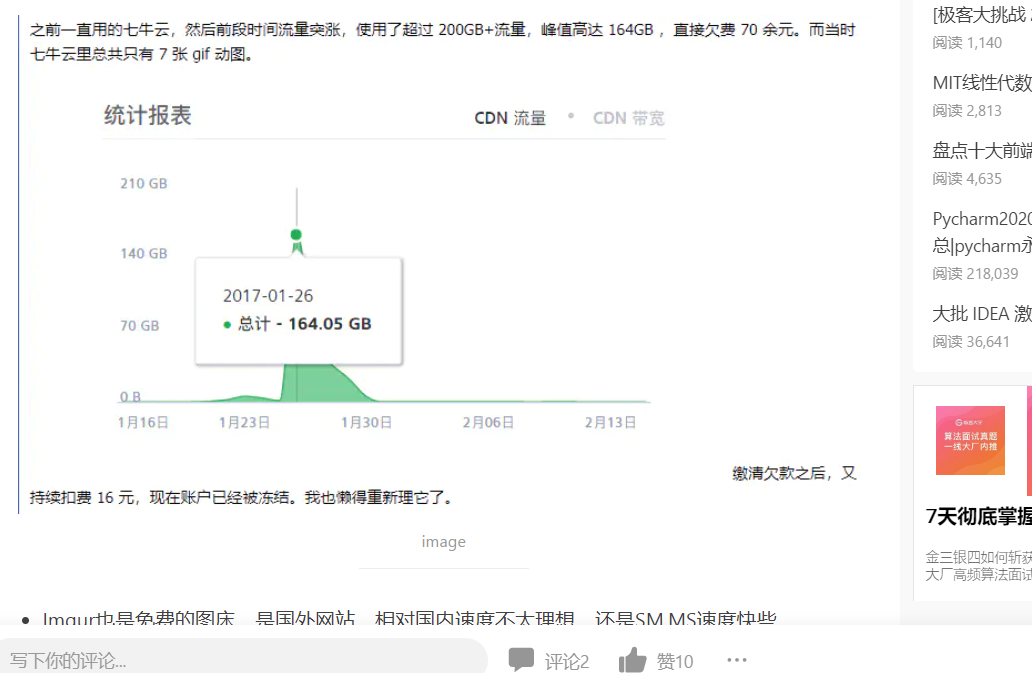 之前一直用的七牛云，然后前段时间流量突涨，使用了超过 200GB+流量，峰值高达 164GB ，直接欠费 70 余元。而当时
七牛云里总共只有 7 张 gif 动图。
统计报表
CDN 流量
CDN 带宽
210 GB
140 GB
70 GB
0 B
2017-01-26
总计 - 164.05 GB
1月16日
1月23日
1月30日
2月06日
2月13日
缴清欠款之后，又
持续扣费 16 元，现在账户已经被冻结。我也懒得重新理它了。
image
Imgur也是免费的图床，是国外网站，相对国内速度不太理想，还是SM.MS速度快些
写下你的评论...
评论2
赞10
[极客大挑战
阅读 1,140
MIT线性代数
阅读 2,813
盘点十大前端
阅读 4,635
Pycharm2020
总|pycharm永
阅读 218,039
大批 IDEA 激
阅读 36,641
算法面试真题
一线大厂内推
7天彻底掌握
金三银四如何斩获
大厂高频算法面试